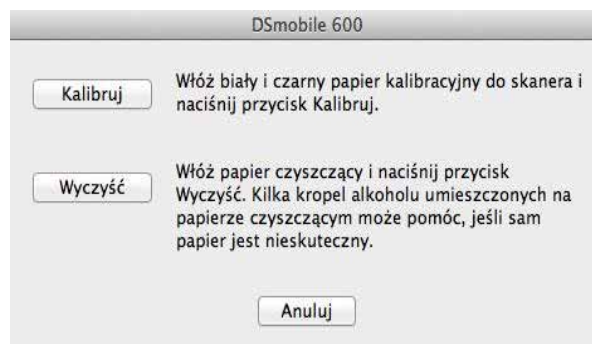 DSmobile 600
Kalibruj
Włóż biały i czarny papier kalibracyjny do skanera i
naciśnij przycisk Kalibruj.
Wyczyść
Włóż papier czyszczący i naciśnij przycisk
Wyczyść. Kilka kropel alkoholu umieszczonych na
papierze czyszczącym może pomóc, jeśli sam
papier jest nieskuteczny.
Anuluj